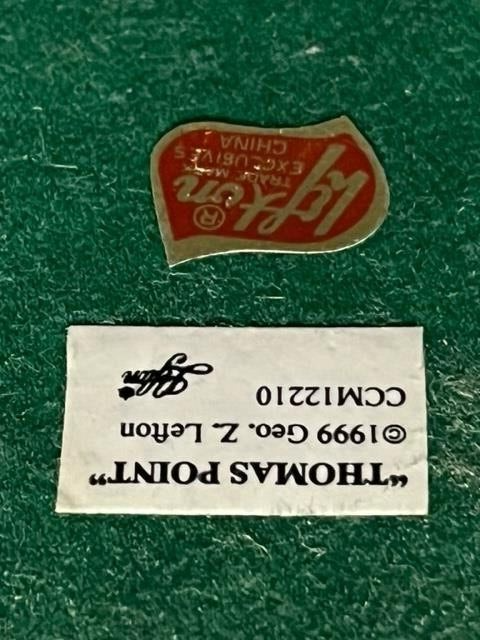 "THOMAS POINT"
©1999 Geo. Z. Lefton
CCM12210
Lefton
Lefton ®
TRADE MARK
EXCLUSIVES
CHINA